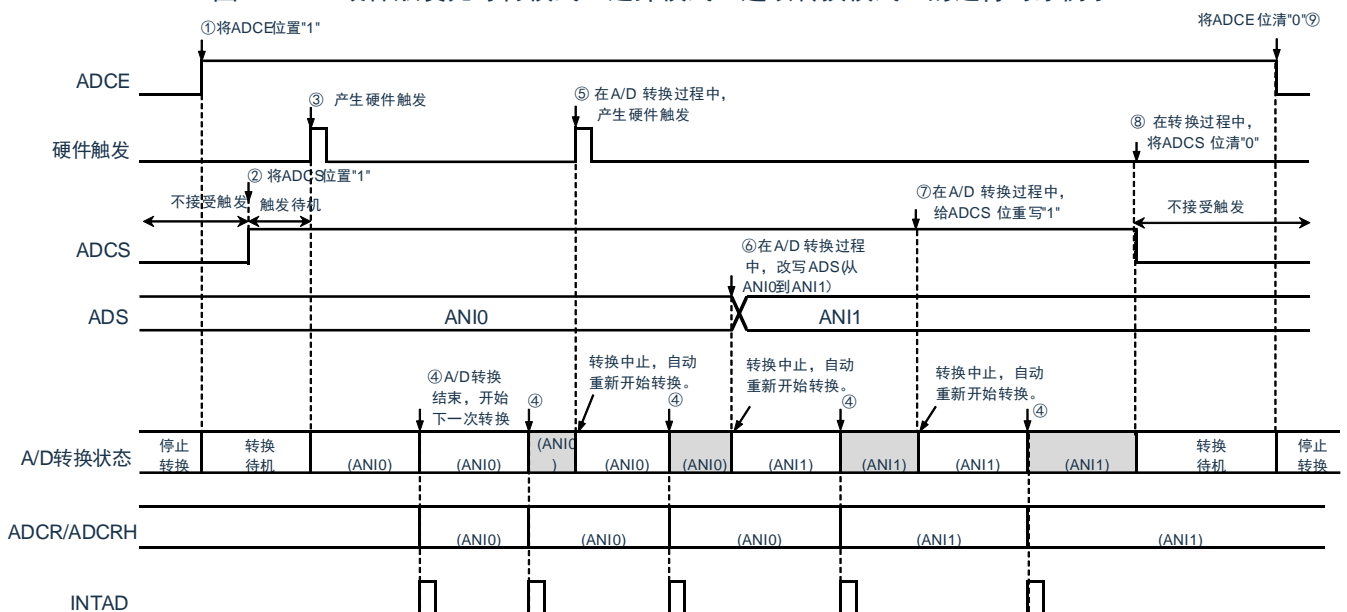 ①将ADCE位置"1"
将ADCE 位清"0"⑨
ADCE
③ 产生硬件触发
⑤ 在A/D 转换过程中，
产生硬件触发
⑧ 在转换过程中，
将ADCS 位清"0"
硬件触发
② 将ADCS位置"1"
不接受触发
触发待机
⑦在A/D 转换过程中，
给ADCS 位重写"1"
不接受触发
ADCS
⑥在A/D 转换过程
中，改写ADS(从
ANI0到ANI1）
ADS
ANI0
ANI1
④A/D转换
结束，开始
下一次转换
④
转换中止，自动
重新开始转换。
④
转换中止，自动
重新开始转换。
④
转换中止，自动
重新开始转换。
④
A/D转换状态
停止
转换
转换
待机
(ANI0)
(ANI0)
(ANI0
)
(ANI0)
(ANI0)
(ANI1)
(ANI1)
(ANI1)
(ANI1)
转换
待机
停止
转换
ADCR/ADCRH
(ANI0)
(ANI0)
(ANI0)
(ANI1)
(ANI1)
INTAD